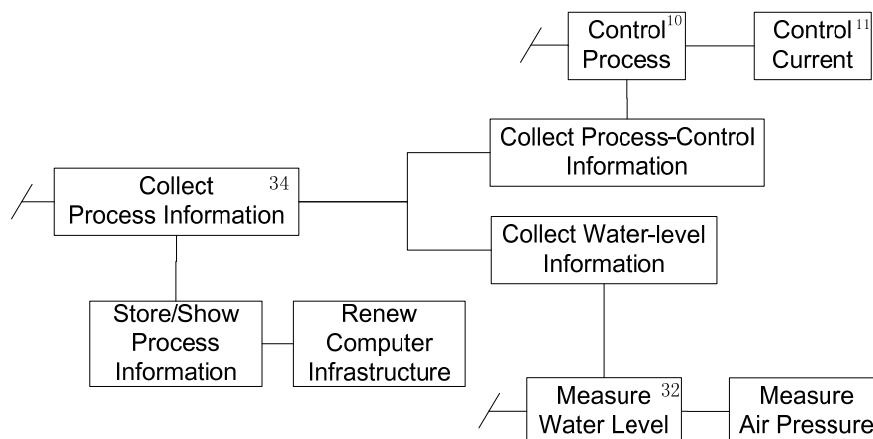 Control 10
Process
Control 11
Current
Collect Process-Control
Information
Collect 34
Process Information
Collect Water-level
Information
Store/Show
Process
Information
Renew
Computer
Infrastructure
Measure 32
Water Level
Measure
Air Pressure